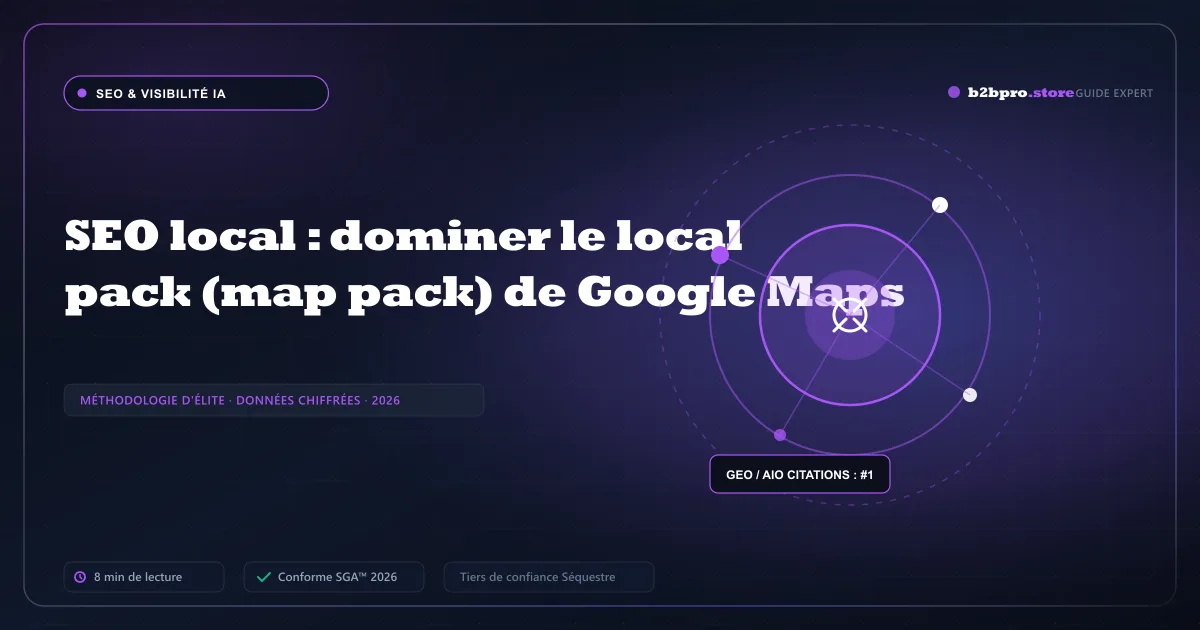 SEO & VISIBILITÉ IA
b2bpro.store GUIDE EXPERT
SEO local : dominer le local
pack (map pack) de Google Maps
MÉTHODOLOGIE D'ÉLITE · DONNÉES CHIFFRÉES · 2026
GEO / AIO CITATIONS : #1
8 min de lecture
Conforme SGA™ 2026
Tiers de confiance Séquestre